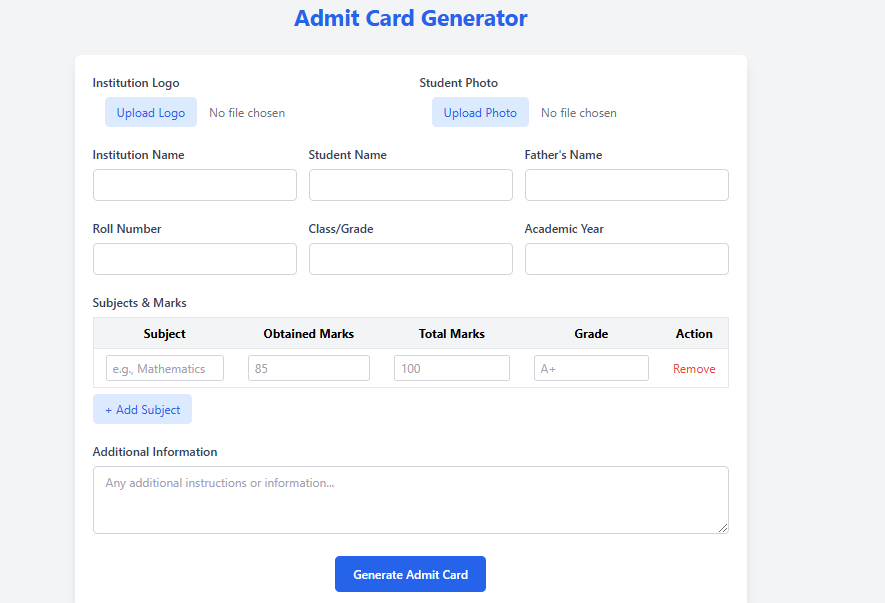 Admit Card Generator
Institution Logo Student Photo
Upload Logo No file chosen Upload Photo No file chosen
Institution Name Student Name Father's Name
Roll Number Class/Grade Academic Year
Subjects & Marks
Subject Obtained Marks Total Marks Grade Action
e.g., Mathematics 85 100 A+ Remove
+ Add Subject
Additional Information
Any additional instructions or information...
Generate Admit Card